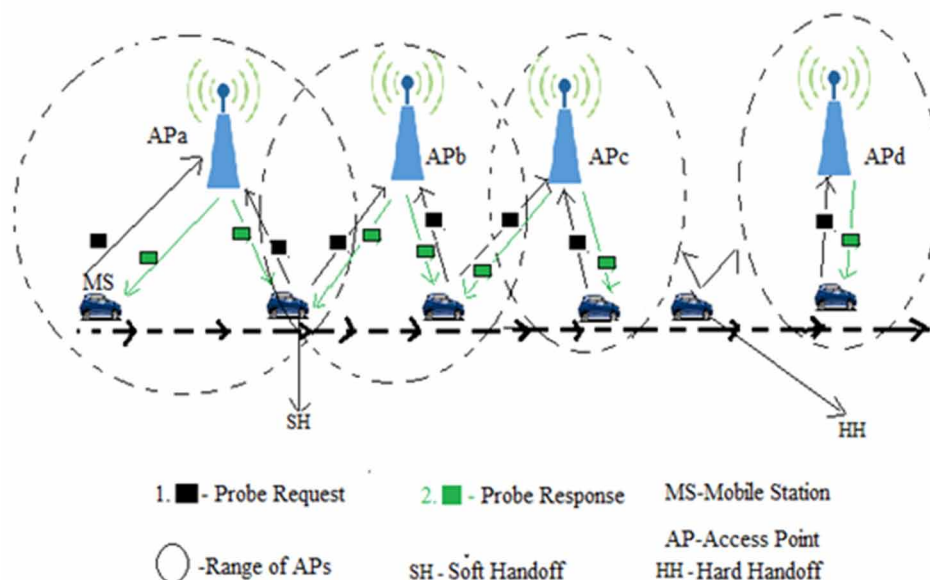 APa
APb
APc
APd
MS
SH
HH
1. - Probe Request
2. - Probe Response
MS-Mobile Station
AP-Access Point
-Range of APs
SH - Soft Handoff
HH - Hard Handoff